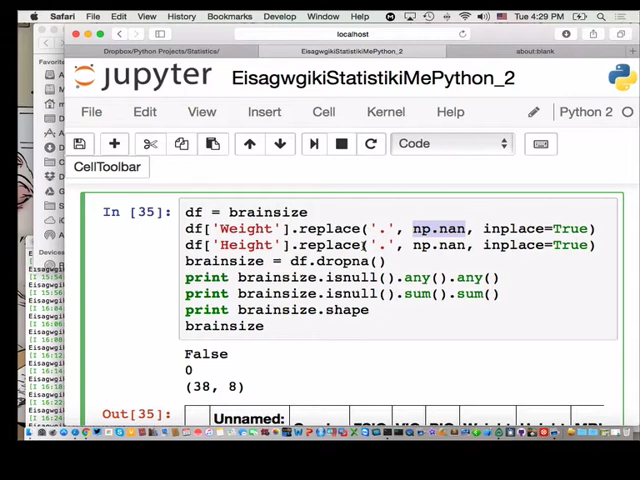 Safari File Edit View History Bookmarks Develop Window Help Tue 4:29 PM
localhost
Dropbox/Python Projects/Statistics/ EisagwgikiStatistikiMePython_2 about:blank
Favorites
jupyter EisagwgikiStatistikiMePython_2
File Edit View Insert Cell Kernel Help Python 2
Code
CellToolbar
In [35]: df = brainsize
df['Weight'].replace('.', np.nan, inplace=True)
df['Height'].replace('.', np.nan, inplace=True)
brainsize = df.dropna()
print brainsize.isnull().any().any()
print brainsize.isnull().sum().sum()
print brainsize.shape
brainsize
False
0
(38, 8)
Out[35]: Unnamed: